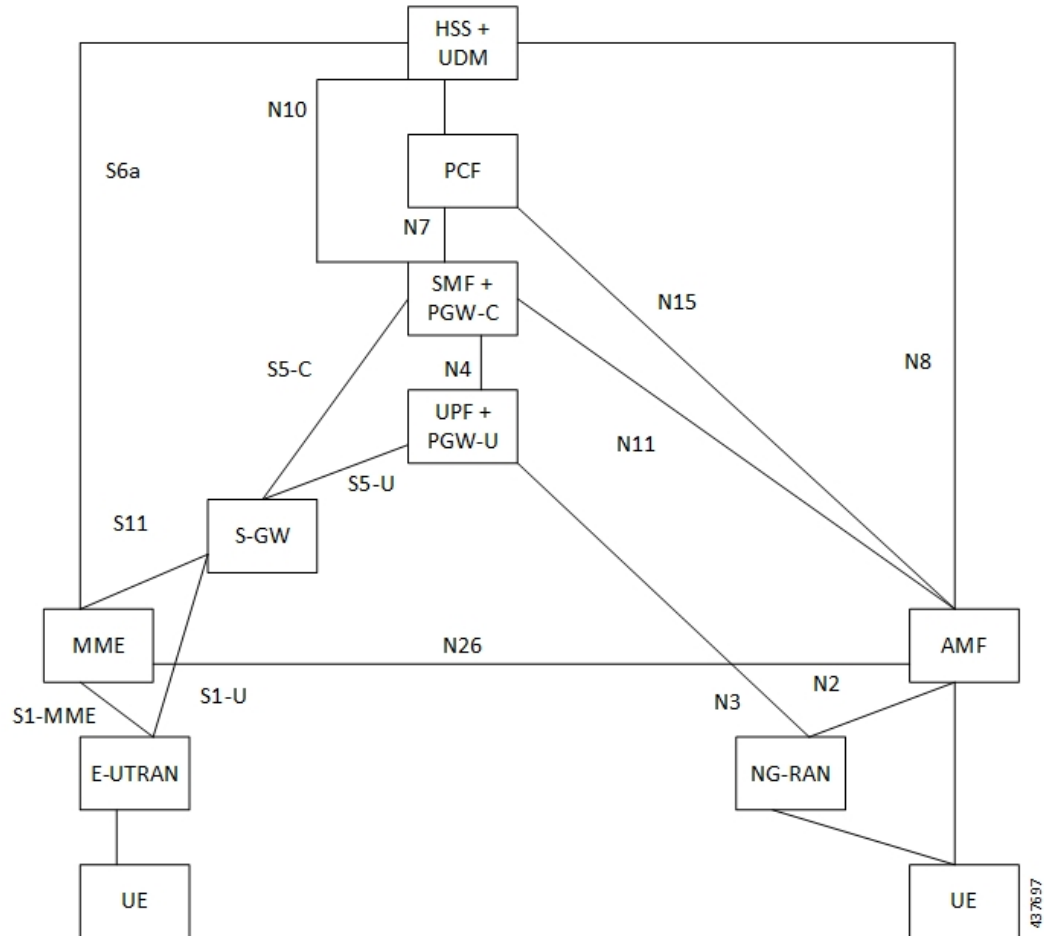 HSS +
UDM
N10
S6a
PCF
N7
SMF +
PGW-C
N15
N8
S5-C
N4
UPF +
PGW-U
N11
S5-U
S11
S-GW
MME
N26
AMF
S1-MME
S1-U
N3
N2
E-UTRAN
NG-RAN
UE
UE
437697